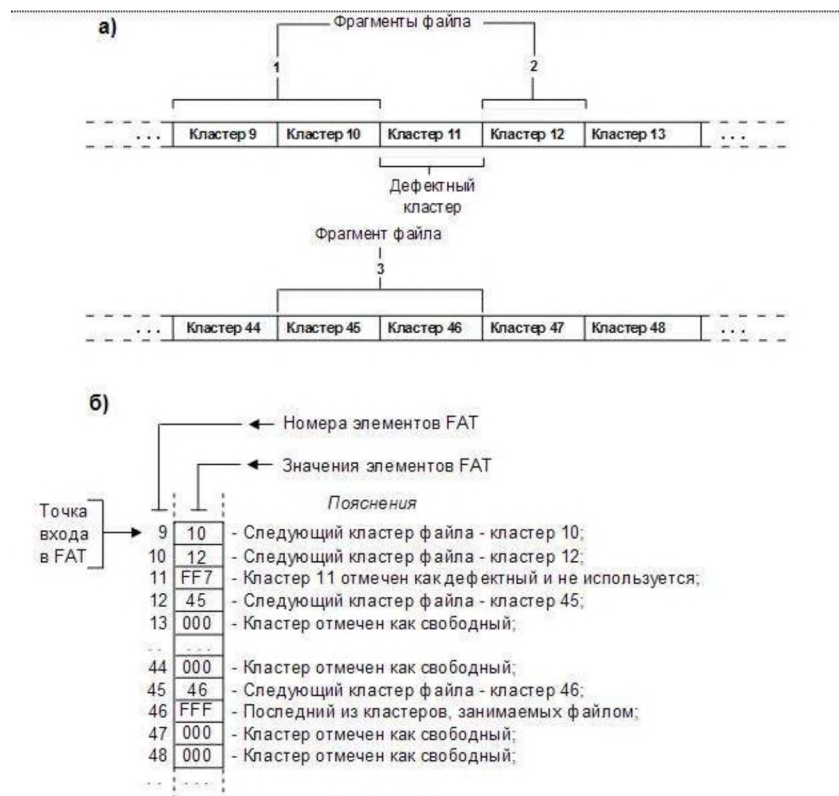 а)
Фрагменты файла
1 2
... Кластер 9 Кластер 10 Кластер 11 Кластер 12 Кластер 13 ...
Дефектный
кластер
Фрагмент файла
3
... Кластер 44 Кластер 45 Кластер 46 Кластер 47 Кластер 48 ...
б)
Номера элементов FAT
Значения элементов FAT
Пояснения
Точка
входа
в FAT
9 10 - Следующий кластер файла - кластер 10;
10 12 - Следующий кластер файла - кластер 12;
11 FF7 - Кластер 11 отмечен как дефектный и не используется;
12 45 - Следующий кластер файла - кластер 45;
13 000 - Кластер отмечен как свободный;
.. ...
44 000 - Кластер отмечен как свободный;
45 46 - Следующий кластер файла - кластер 46;
46 FFF - Последний из кластеров, занимаемых файлом;
47 000 - Кластер отмечен как свободный;
48 000 - Кластер отмечен как свободный;
.. ...